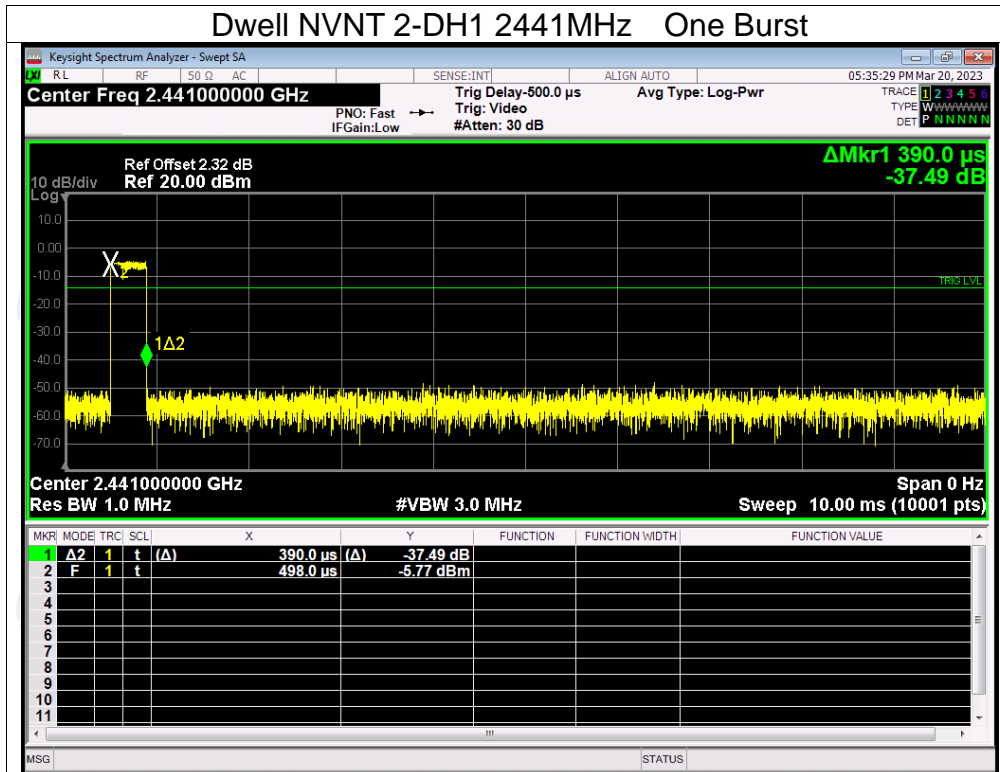 Dwell NVNT 2-DH1 2441MHz One Burst
Keysight Spectrum Analyzer - Swept SA
LXI RL RF 50 Ω AC SENSE:INT ALIGN AUTO 05:35:29 PM Mar 20, 2023
Center Freq 2.441000000 GHz Trig Delay-500.0 µs Avg Type: Log-Pwr TRACE 1 2 3 4 5 6
PNO: Fast Trig: Video TYPE WWWWWW
IFGain:Low #Atten: 30 dB DET P N N N N N
ΔMkr1 390.0 µs
-37.49 dB
Ref Offset 2.32 dB
10 dB/div Ref 20.00 dBm
Log
10.0
0.00
-10.0
-20.0
-30.0
-40.0
-50.0
-60.0
-70.0
X2
TRIG LVL
1Δ2
Center 2.441000000 GHz Span 0 Hz
Res BW 1.0 MHz #VBW 3.0 MHz Sweep 10.00 ms (10001 pts)
MKR MODE TRC SCL X Y FUNCTION FUNCTION WIDTH FUNCTION VALUE
1 Δ2 1 t (Δ) 390.0 µs (Δ) -37.49 dB
2 F 1 t 498.0 µs -5.77 dBm
3
4
5
6
7
8
9
10
11
MSG STATUS